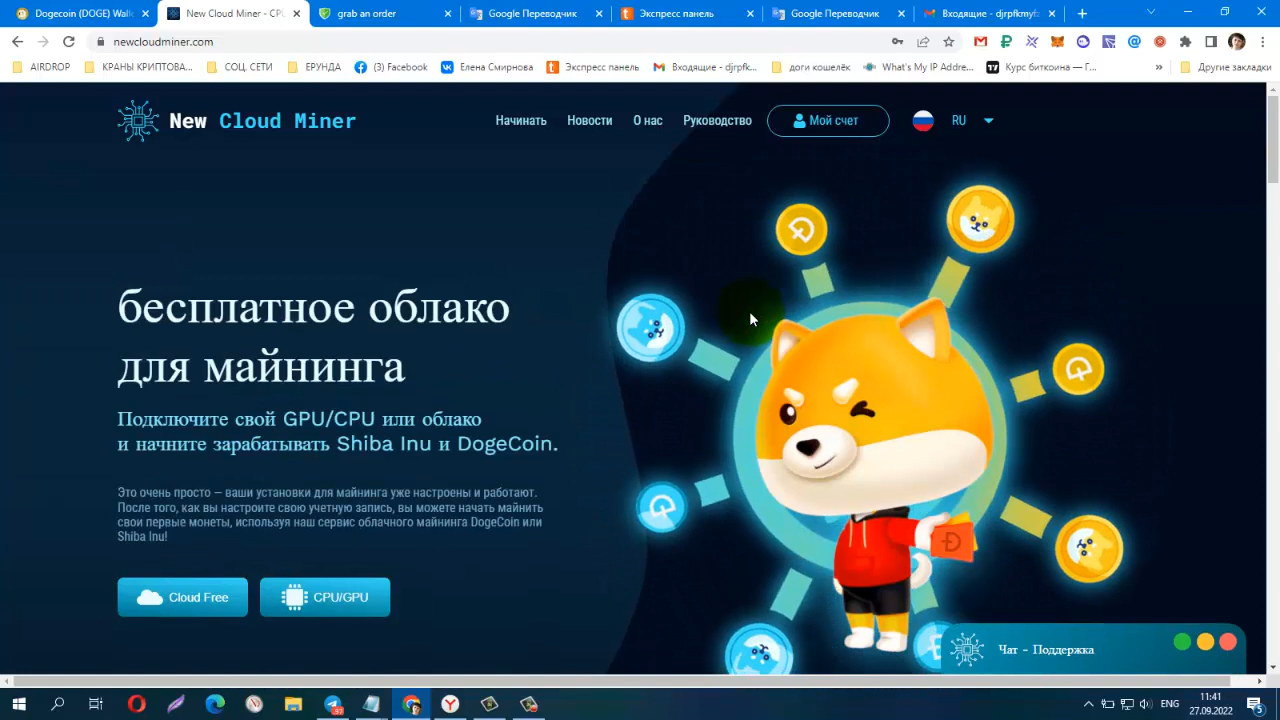 Dogecoin (DOGE) Wall
New Cloud Miner - CPU
grab an order
Google Переводчик
Экспресс панель
Google Переводчик
Входящие - djrpfkmyfz
newcloudminer.com
AIRDROP
КРАНЫ КРИПТОВА...
СОЦ. СЕТИ
ЕРУНДА
(3) Facebook
Елена Смирнова
Экспресс панель
Входящие - djrpfk...
доги кошелёк
What's My IP Addre...
Курс биткоина — Г...
»
Другие закладки
New Cloud Miner
Начинать
Новости
О нас
Руководство
Мой счет
RU
бесплатное облако
для майнинга
Подключите свой GPU/CPU или облако
и начните зарабатывать Shiba Inu и DogeCoin.
Это очень просто — ваши установки для майнинга уже настроены и работают.
После того, как вы настроите свою учетную запись, вы можете начать майнить
свои первые монеты, используя наш сервис облачного майнинга DogeCoin или
Shiba Inu!
Cloud Free
CPU/GPU
Чат - Поддержка
ENG
11:41
27.09.2022
5